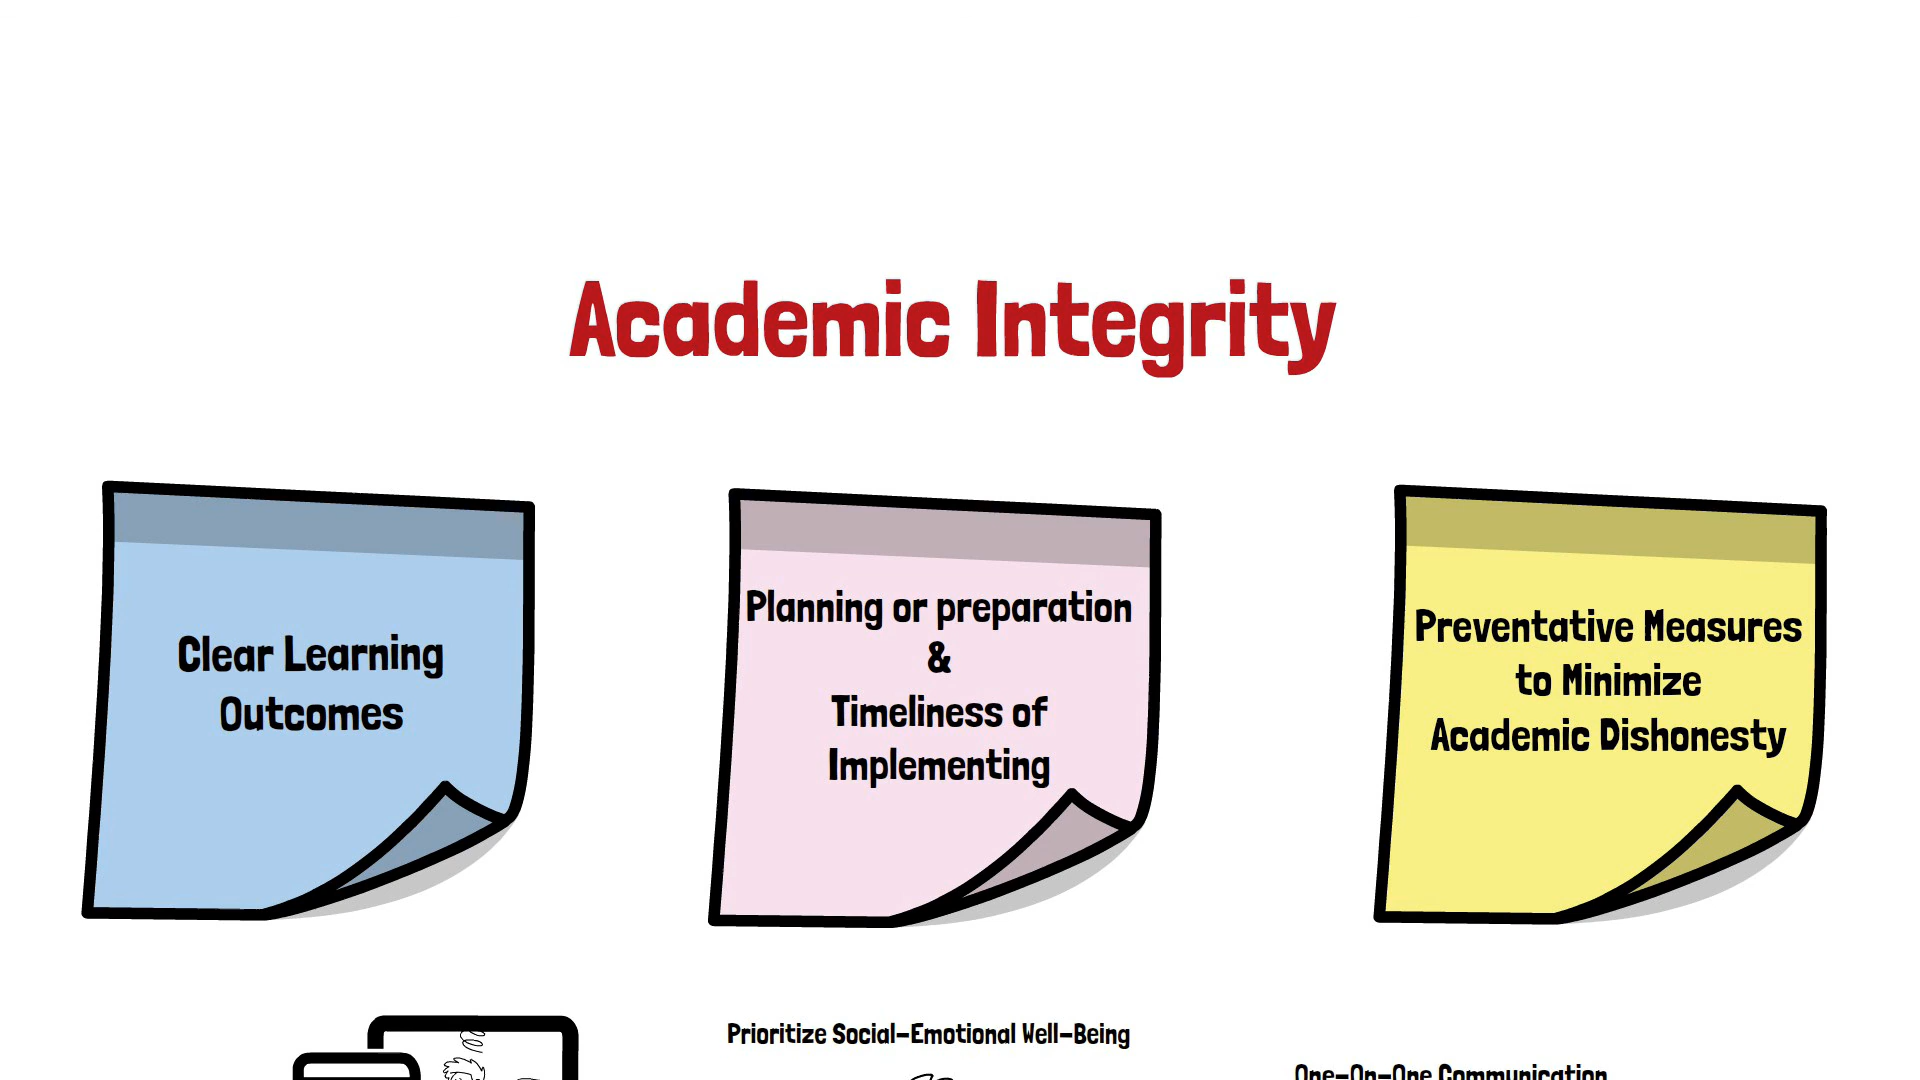 Academic Integrity
Clear Learning
Outcomes
Planning or preparation
&
Timeliness of
Implementing
Preventative Measures
to Minimize
Academic Dishonesty
Prioritize Social-Emotional Well-Being
One-On-One Communication